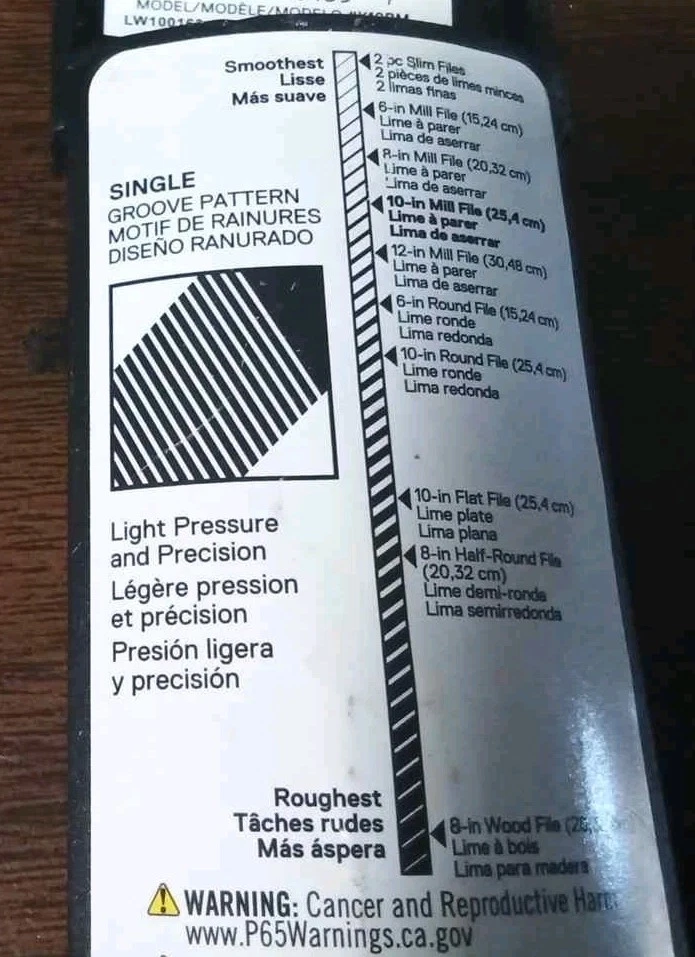 MODEL/MODÈLE/MODELO
Smoothest
Lisse
Más suave
2 pc Slim Files
2 pièces de limes minces
2 limas finas
6-in Mill File (15,24 cm)
Lime à parer
Lima de aserrar
8-in Mill File (20,32 cm)
Lime à parer
Lima de aserrar
10-in Mill File (25,4 cm)
Lime à parer
Lima de aserrar
12-in Mill File (30,48 cm)
Lime à parer
Lima de aserrar
6-in Round File (15,24 cm)
Lime ronde
Lima redonda
10-in Round File (25,4 cm)
Lime ronde
Lima redonda
SINGLE
GROOVE PATTERN
MOTIF DE RAINURES
DISEÑO RANURADO
10-in Flat File (25,4 cm)
Lime plate
Lima plana
8-in Half-Round File
(20,32 cm)
Lime demi-ronde
Lima semirredonda
Light Pressure
and Precision
Légère pression
et précision
Presión ligera
y precisión
Roughest
Tâches rudes
Más áspera
8-in Wood File
Lime à bois
Lima para madera
WARNING: Cancer and Reproductive Harm
www.P65Warnings.ca.gov